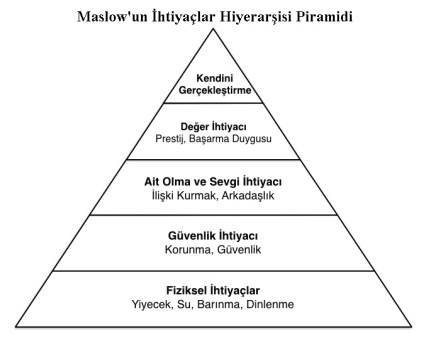 Maslow'un İhtiyaçlar Hiyerarşisi Piramidi
Kendini
Gerçekleştirme
Değer İhtiyacı
Prestij, Başarma Duygusu
Ait Olma ve Sevgi İhtiyacı
İlişki Kurmak, Arkadaşlık
Güvenlik İhtiyacı
Korunma, Güvenlik
Fiziksel İhtiyaçlar
Yiyecek, Su, Barınma, Dinlenme